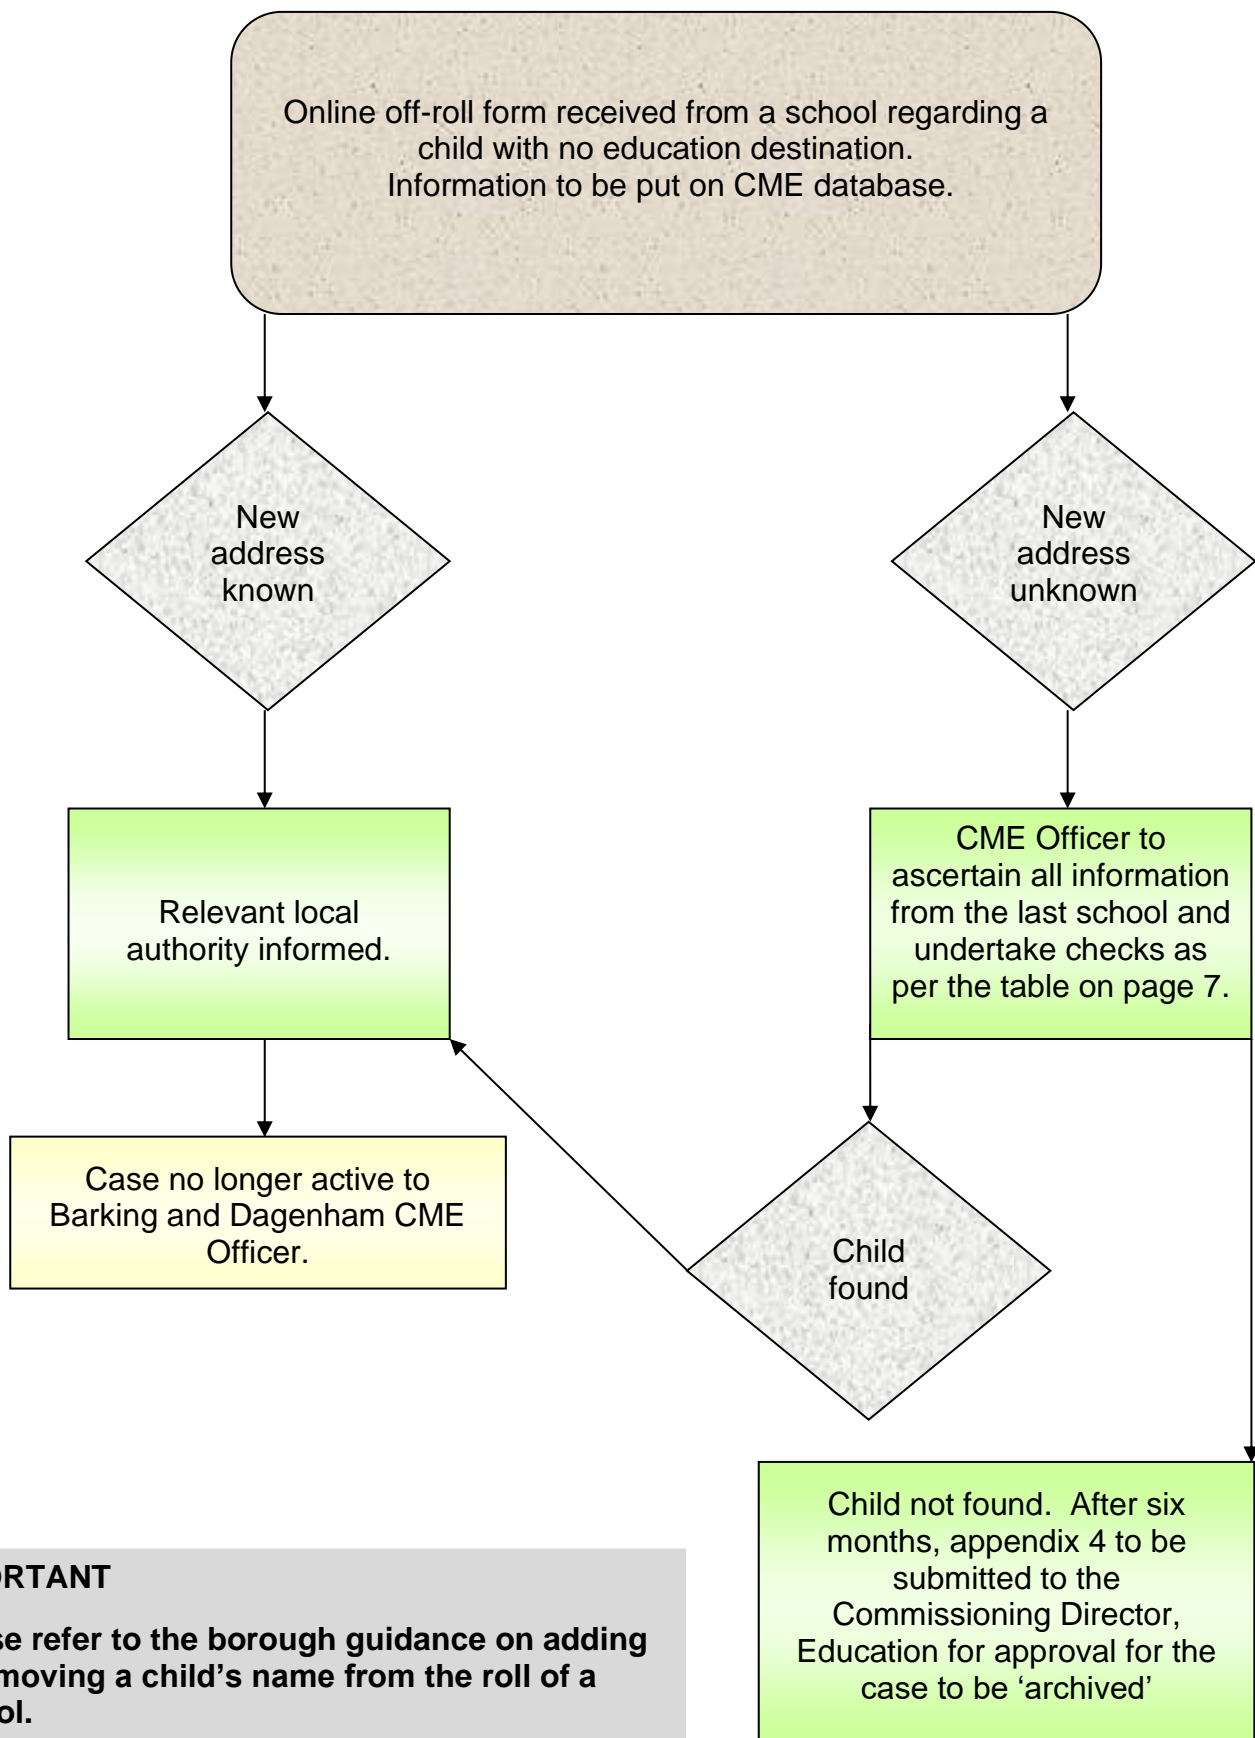 Online off-roll form received from a school regarding a
child with no education destination.
Information to be put on CME database.
New
address
known
New
address
unknown
Relevant local
authority informed.
CME Officer to
ascertain all information
from the last school and
undertake checks as
per the table on page 7.
Case no longer active to
Barking and Dagenham CME
Officer.
Child
found
Child not found.  After six
months, appendix 4 to be
submitted to the
Commissioning Director,
Education for approval for the
case to be ‘archived’
ORTANT
se refer to the borough guidance on adding
moving a child’s name from the roll of a
ol.